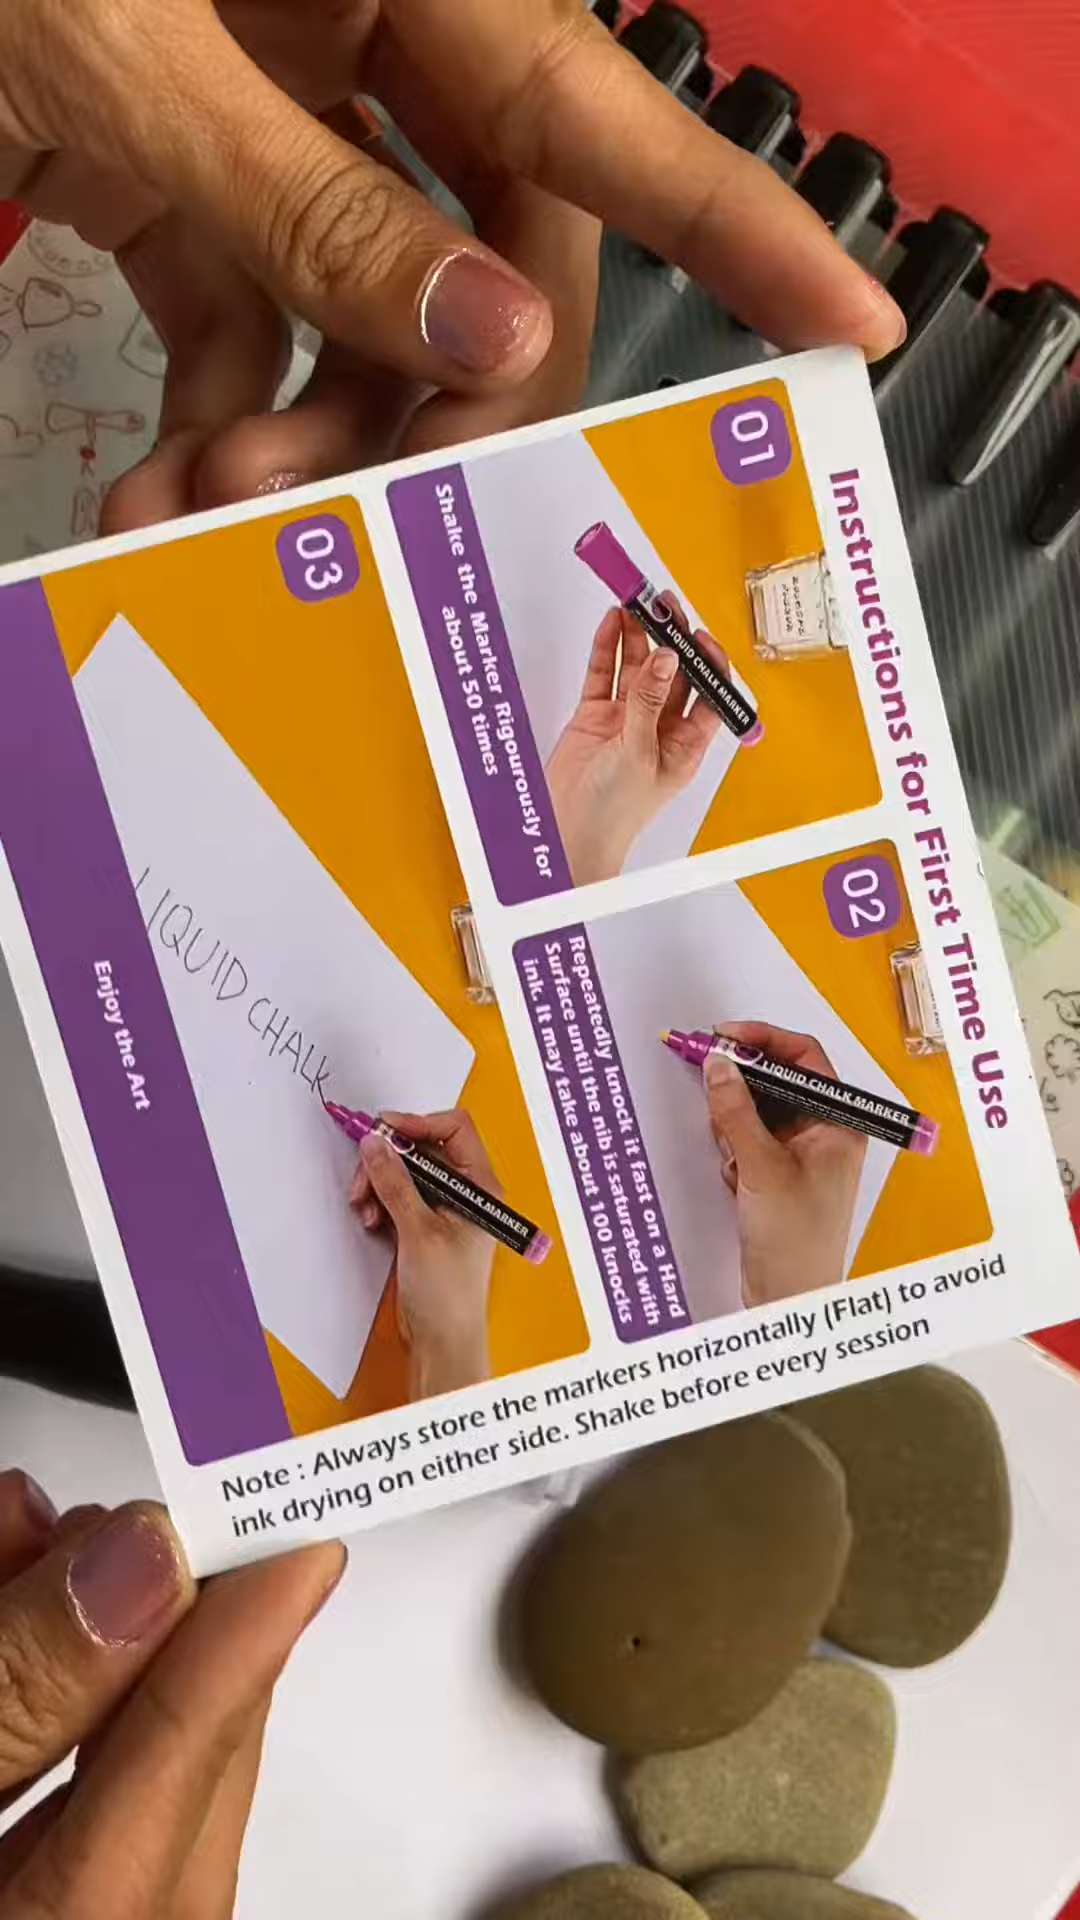 Instructions for First Time Use
01
LIQUID CHALK MARKER
Shake the Marker Rigourously for
about 50 times
02
LIQUID CHALK MARKER
Repeatedly knock it fast on a Hard
Surface until the nib is saturated with
ink. It may take about 100 knocks
03
LIQUID CHALK
LIQUID CHALK MARKER
Enjoy the Art
Note : Always store the markers horizontally (Flat) to avoid
ink drying on either side. Shake before every session